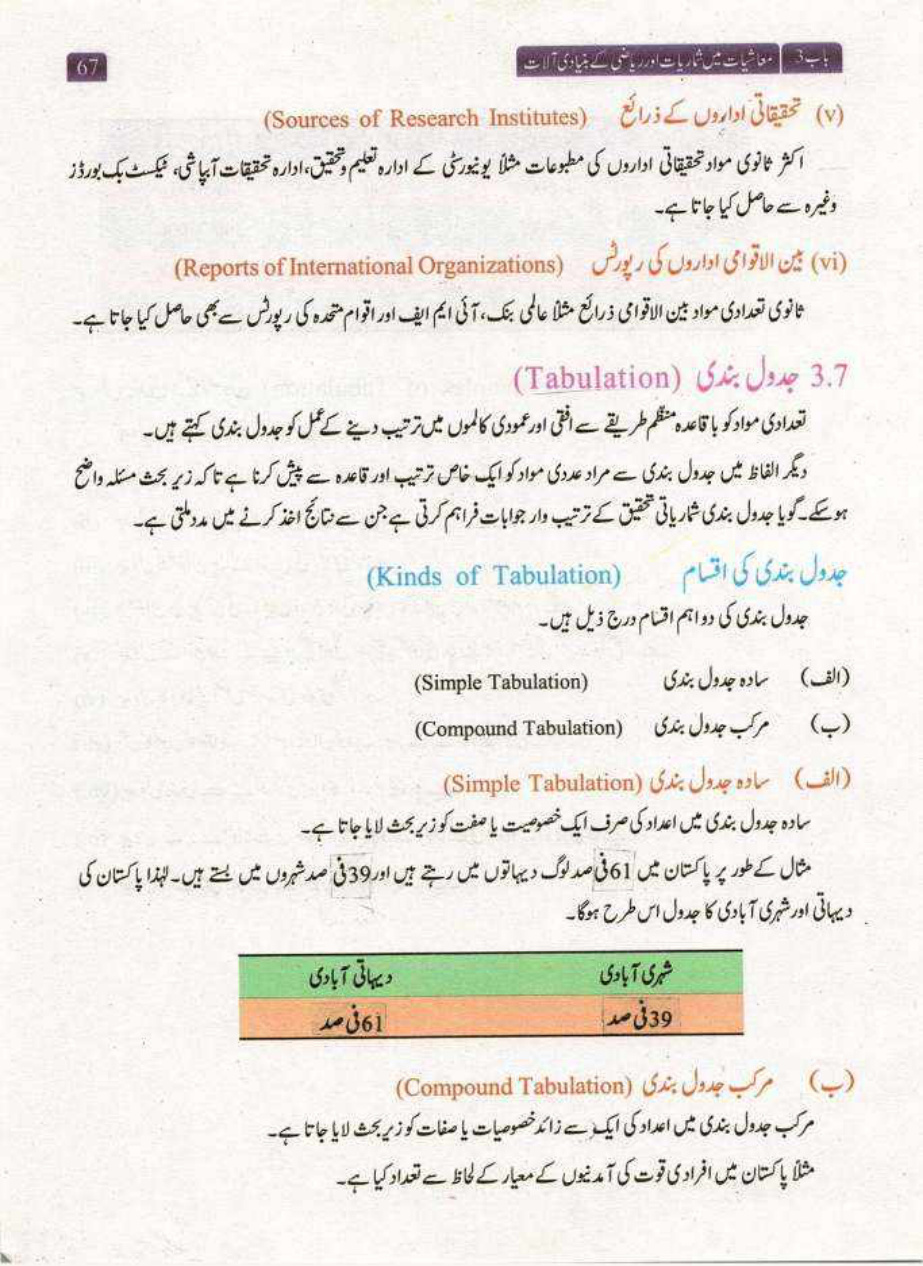 باب 3 معاشیات میں شماریات اور ریاضی کے بنیادی آلات
67
(v) تحقیقاتی اداروں کے ذرائع (Sources of Research Institutes)
اکثر ثانوی مواد تحقیقاتی اداروں کی مطبوعات مثلاً یونیورسٹی کے ادارہ تعلیم و تحقیق، ادارہ تحقیقات آبپاشی، ٹیکسٹ بک بورڈز
وغیرہ سے حاصل کیا جاتا ہے۔
(vi) بین الاقوامی اداروں کی رپورٹس (Reports of International Organizations)
ثانوی تعدادی مواد بین الاقوامی ذرائع مثلاً عالمی بنک، آئی ایم ایف اور اقوام متحدہ کی رپورٹس سے بھی حاصل کیا جاتا ہے۔
3.7 جدول بندی (Tabulation)
تعدادی مواد کو باقاعدہ منظّم طریقے سے افقی اور عمودی کالموں میں ترتیب دینے کے عمل کو جدول بندی کہتے ہیں۔
دیگر الفاظ میں جدول بندی سے مراد عددی مواد کو ایک خاص ترتیب اور قاعدہ سے پیش کرنا ہے تاکہ زیر بحث مسئلہ واضح
ہو سکے۔ گویا جدول بندی شماریاتی تحقیق کے ترتیب وار جوابات فراہم کرتی ہے جن سے نتائج اخذ کرنے میں مدد ملتی ہے۔
جدول بندی کی اقسام (Kinds of Tabulation)
جدول بندی کی دو اہم اقسام درج ذیل ہیں۔
(الف) سادہ جدول بندی (Simple Tabulation)
(ب) مرکب جدول بندی (Compound Tabulation)
(الف) سادہ جدول بندی (Simple Tabulation)
سادہ جدول بندی میں اعداد کی صرف ایک خصوصیت یا صفت کو زیر بحث لایا جاتا ہے۔
مثال کے طور پر پاکستان میں 61 فی صد لوگ دیہاتوں میں رہتے ہیں اور 39 فی صد شہروں میں بستے ہیں۔ لہٰذا پاکستان کی
دیہاتی اور شہری آبادی کا جدول اس طرح ہوگا۔
شہری آبادی دیہاتی آبادی
39 فی صد 61 فی صد
(ب) مرکب جدول بندی (Compound Tabulation)
مرکب جدول بندی میں اعداد کی ایک سے زائد خصوصیات یا صفات کو زیر بحث لایا جاتا ہے۔
مثلاً پاکستان میں افرادی قوت کی آمدنیوں کے معیار کے لحاظ سے تعداد کیا ہے۔